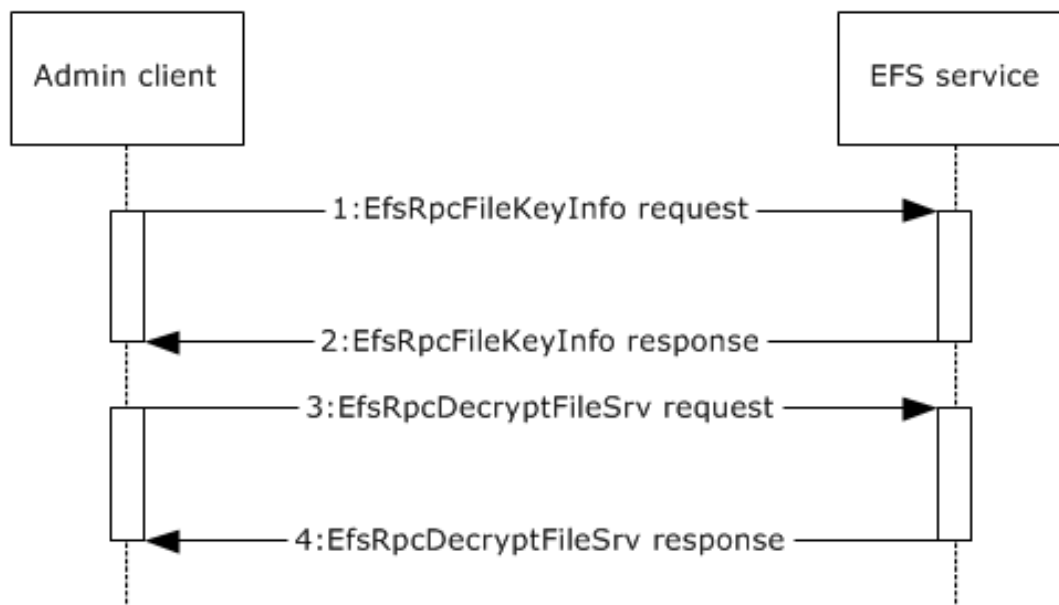 Admin client
EFS service
1:EfsRpcFileKeyInfo request
2:EfsRpcFileKeyInfo response
3:EfsRpcDecryptFileSrv request
4:EfsRpcDecryptFileSrv response